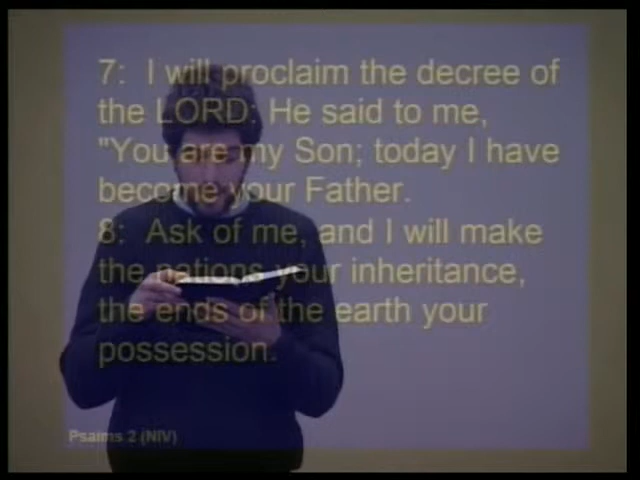 7: I will proclaim the decree of
the LORD: He said to me,
"You are my Son; today I have
become your Father.
8: Ask of me, and I will make
the nations your inheritance,
the ends of the earth your
possession.
Psalms 2 (NIV)